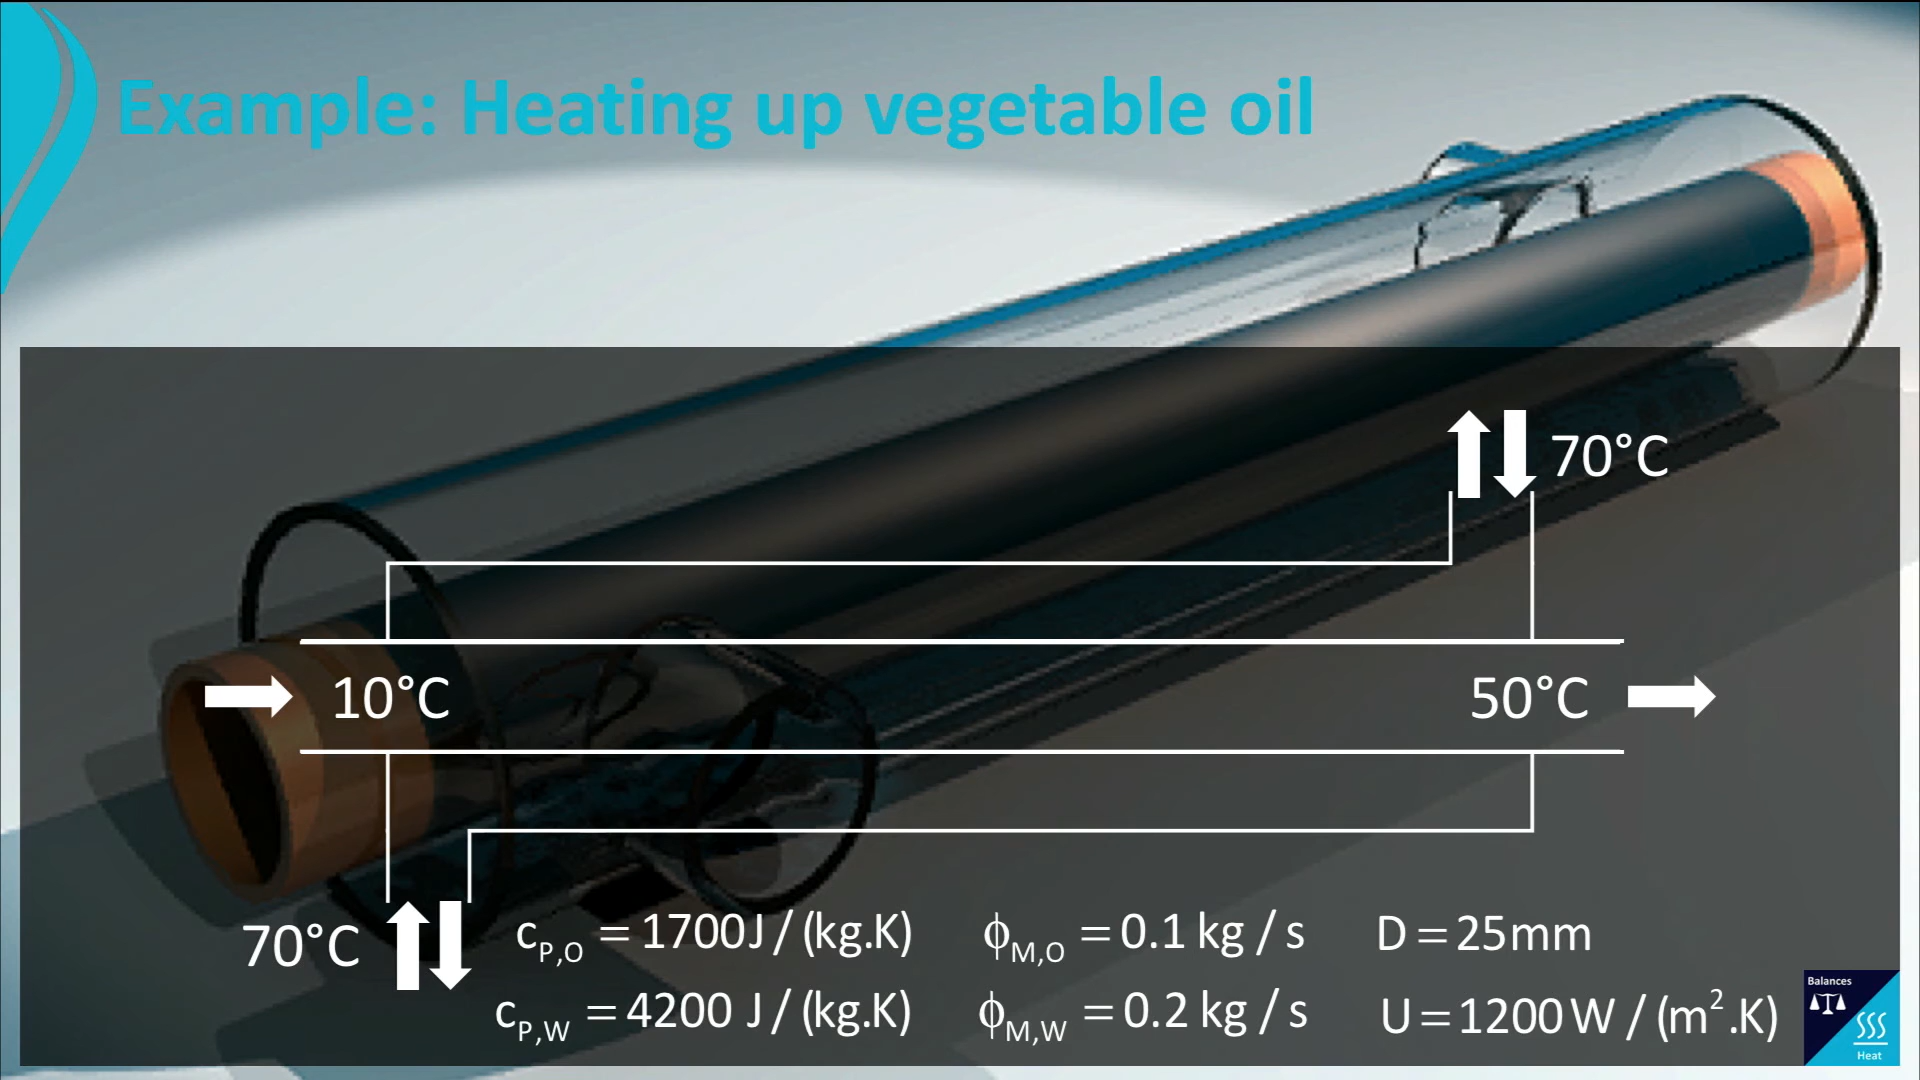 Example: Heating up vegetable oil
70°C
10°C
50°C
70°C
c_P,O = 1700 J / (kg.K)
ϕ_M,O = 0.1 kg / s
D = 25mm
c_P,W = 4200 J / (kg.K)
ϕ_M,W = 0.2 kg / s
U = 1200 W / (m².K)
Balances
Heat